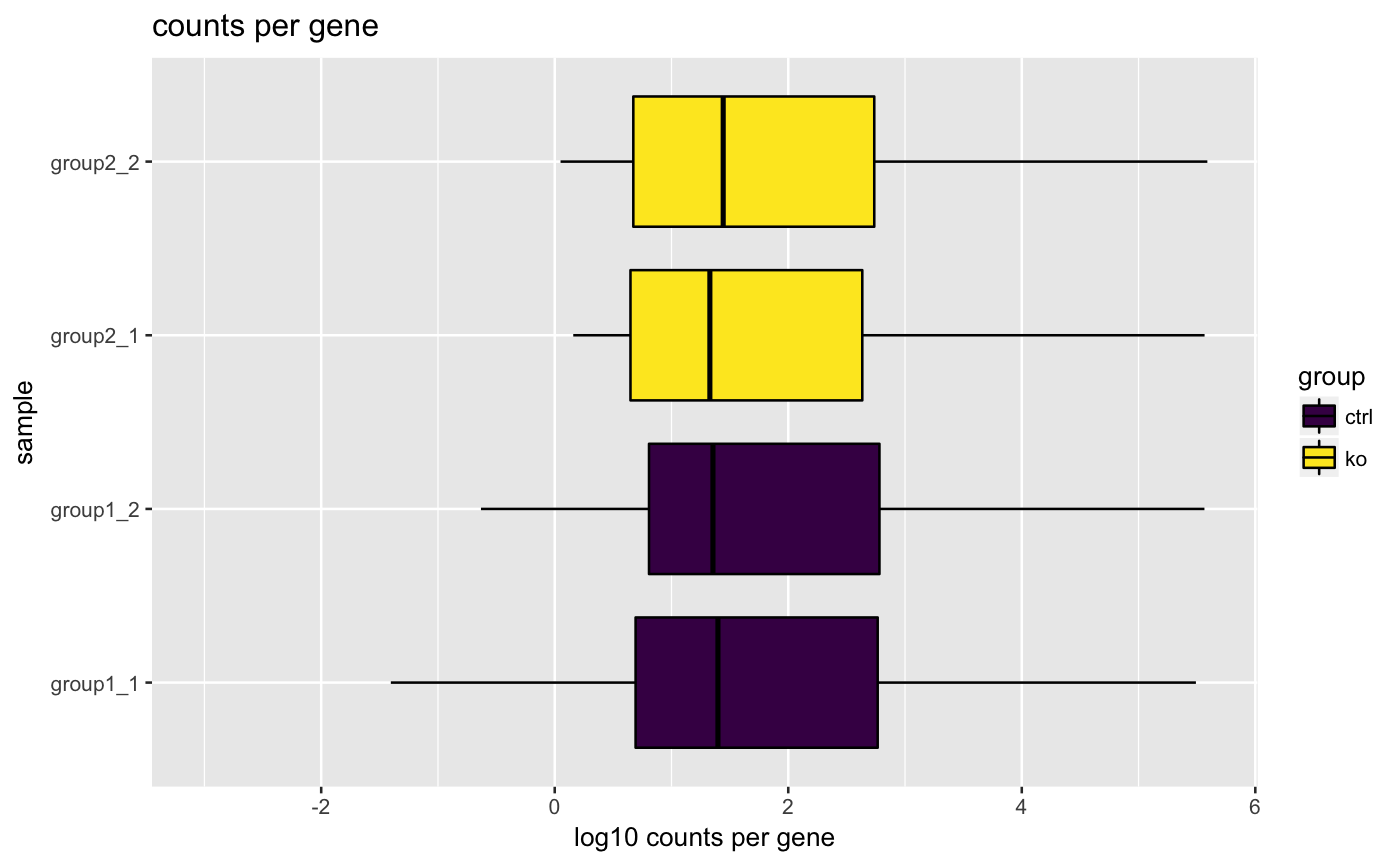 counts per gene
group2_2
group2_1
group1_2
group1_1
sample
-2 0 2 4 6
log10 counts per gene
group
ctrl
ko